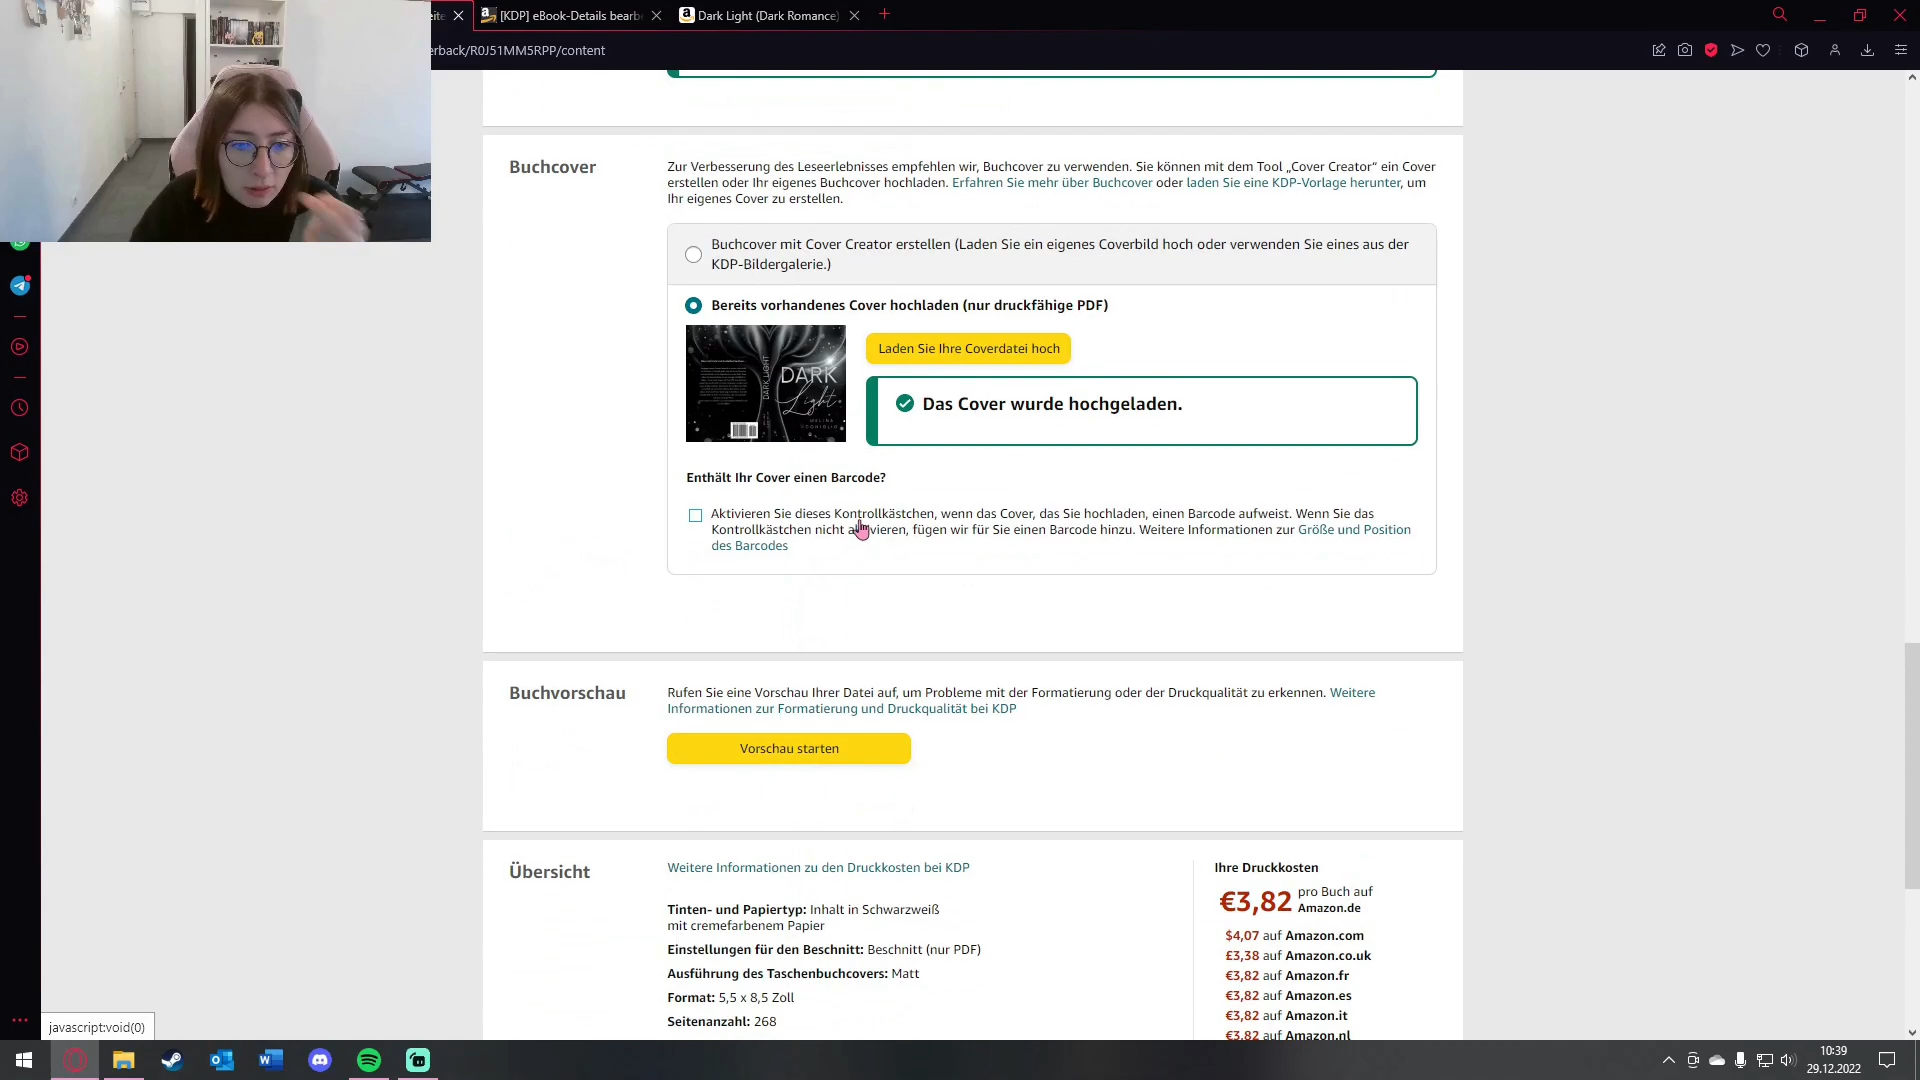 eite
[KDP] eBook-Details bearb
Dark Light (Dark Romance)
erback/R0J51MM5RPP/content
Buchcover
Zur Verbesserung des Leseerlebnisses empfehlen wir, Buchcover zu verwenden. Sie können mit dem Tool „Cover Creator“ ein Cover
erstellen oder Ihr eigenes Buchcover hochladen. Erfahren Sie mehr über Buchcover oder laden Sie eine KDP-Vorlage herunter, um
Ihr eigenes Cover zu erstellen.
Buchcover mit Cover Creator erstellen (Laden Sie ein eigenes Coverbild hoch oder verwenden Sie eines aus der
KDP-Bildergalerie.)
Bereits vorhandenes Cover hochladen (nur druckfähige PDF)
DARK LIGHT
DARK
Light
MELINA
CONIGLIO
Laden Sie Ihre Coverdatei hoch
Das Cover wurde hochgeladen.
Enthält Ihr Cover einen Barcode?
Aktivieren Sie dieses Kontrollkästchen, wenn das Cover, das Sie hochladen, einen Barcode aufweist. Wenn Sie das
Kontrollkästchen nicht aktivieren, fügen wir für Sie einen Barcode hinzu. Weitere Informationen zur Größe und Position
des Barcodes
Buchvorschau
Rufen Sie eine Vorschau Ihrer Datei auf, um Probleme mit der Formatierung oder der Druckqualität zu erkennen. Weitere
Informationen zur Formatierung und Druckqualität bei KDP
Vorschau starten
Übersicht
Weitere Informationen zu den Druckkosten bei KDP
Tinten- und Papiertyp: Inhalt in Schwarzweiß
mit cremefarbenem Papier
Einstellungen für den Beschnitt: Beschnitt (nur PDF)
Ausführung des Taschenbuchcovers: Matt
Format: 5,5 x 8,5 Zoll
Seitenanzahl: 268
Ihre Druckkosten
€3,82 pro Buch auf
Amazon.de
$4,07 auf Amazon.com
£3,38 auf Amazon.co.uk
€3,82 auf Amazon.fr
€3,82 auf Amazon.es
€3,82 auf Amazon.it
€3,82 auf Amazon.nl
javascript:void(0)
10:39
29.12.2022